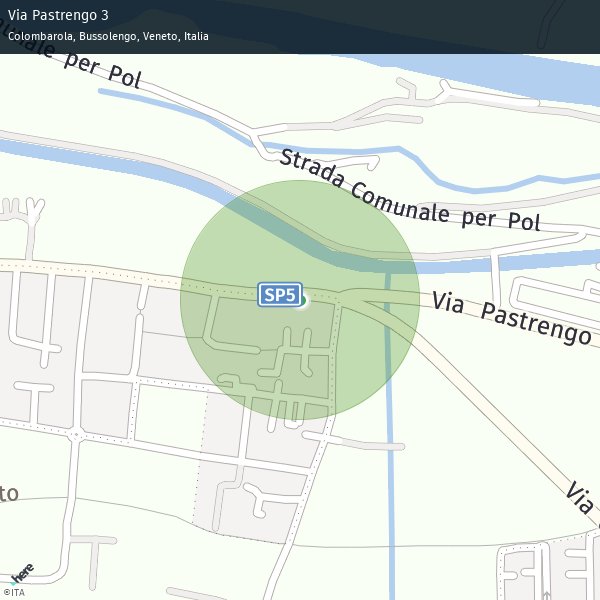 Via Pastrengo 3
Colombarola, Bussolengo, Veneto, Italia
per Pol
Strada Comunale per Pol
SP5
Via Pastrengo
Via
to
here
©ITA